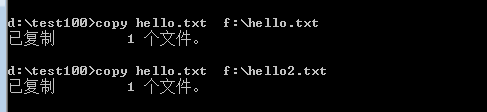 d:\test100>copy hello.txt  f:\hello.txt
已复制         1 个文件。
d:\test100>copy hello.txt  f:\hello2.txt
已复制         1 个文件。